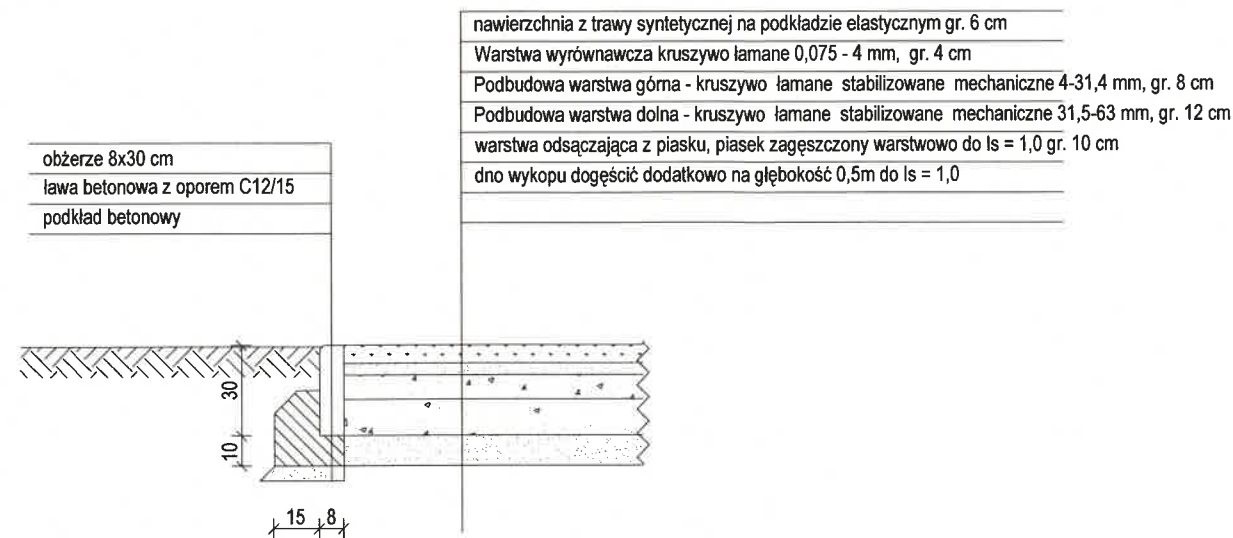 nawierzchnia z trawy syntetycznej na podkładzie elastycznym gr. 6 cm
Warstwa wyrównawcza kruszywo łamane 0,075 - 4 mm, gr. 4 cm
Podbudowa warstwa górna - kruszywo łamane stabilizowane mechaniczne 4-31,4 mm, gr. 8 cm
Podbudowa warstwa dolna - kruszywo łamane stabilizowane mechaniczne 31,5-63 mm, gr. 12 cm
warstwa odsączająca z piasku, piasek zagęszczony warstwowo do Is = 1,0 gr. 10 cm
dno wykopu dogęścić dodatkowo na głębokość 0,5m do Is = 1,0
obżerze 8x30 cm
ława betonowa z oporem C12/15
podkład betonowy
30
10
15
8